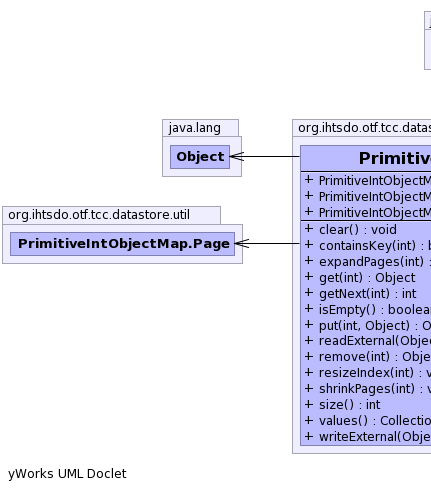 j
java.lang
Object
org.ihtsdo.otf.tcc.datas
Primitiv
+ PrimitiveIntObjectM
+ PrimitiveIntObjectM
+ PrimitiveIntObjectM
+ clear() : void
+ containsKey(int) : b
+ expandPages(int) :
+ get(int) : Object
+ getNext(int) : int
+ isEmpty() : boolea
+ put(int, Object) : O
+ readExternal(Objec
+ remove(int) : Obje
+ resizeIndex(int) : v
+ shrinkPages(int) : v
+ size() : int
+ values() : Collectio
+ writeExternal(Obje
org.ihtsdo.otf.tcc.datastore.util
PrimitiveIntObjectMap.Page
yWorks UML Doclet